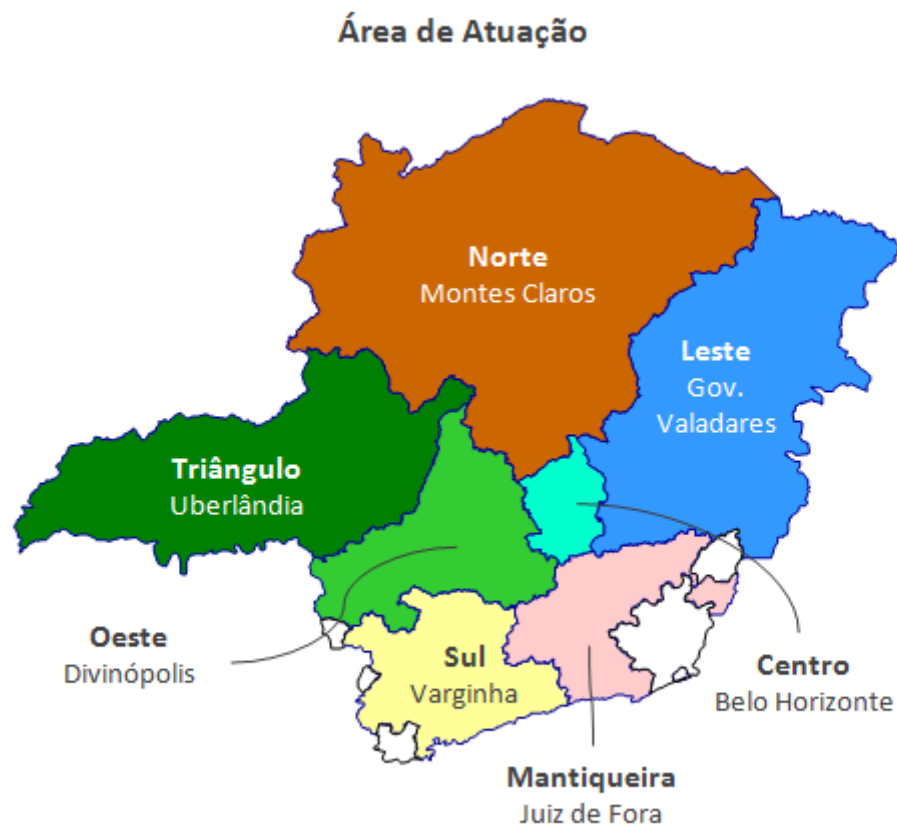 Área de Atuação
Norte
Montes Claros
Leste
Gov.
Valadares
Triângulo
Uberlândia
Oeste
Divinópolis
Sul
Varginha
Centro
Belo Horizonte
Mantiqueira
Juiz de Fora